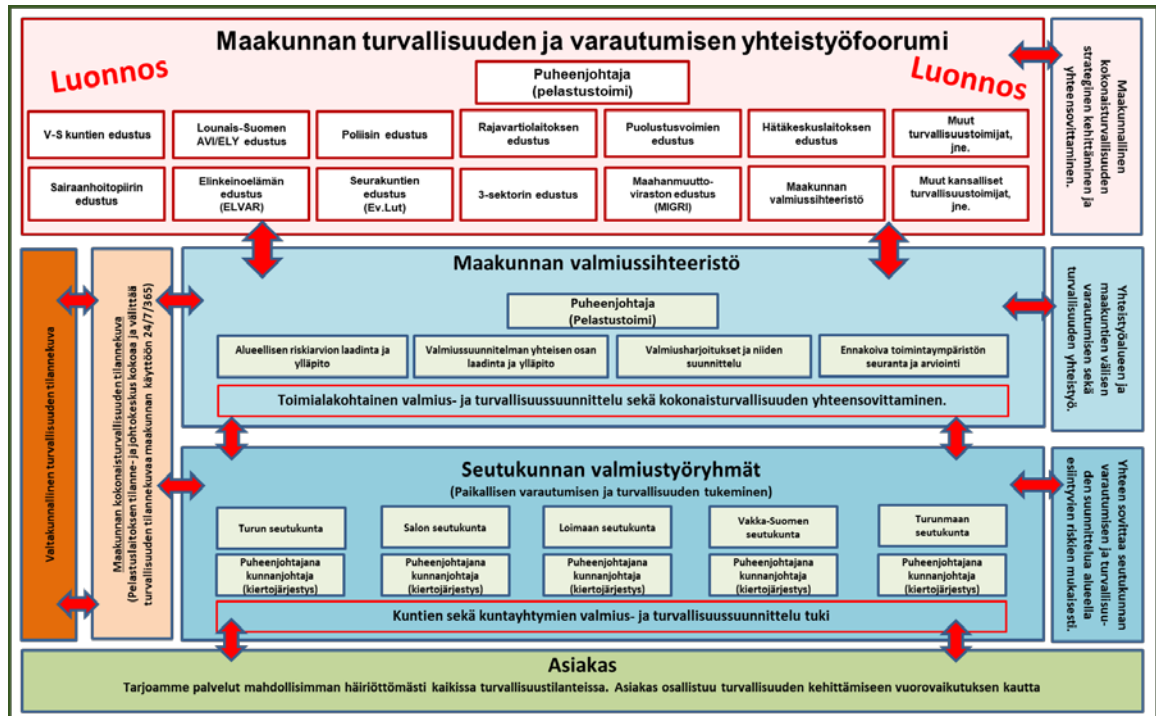 Maakunnan turvallisuuden ja varautumisen yhteistyöfoorumi
Luonnos
Luonnos
Puheenjohtaja
(pelastustoimi)
V-S kuntien edustus
Lounais-Suomen
AVI/ELY edustus
Poliisin edustus
Rajavartiolaitoksen
edustus
Puolustusvoimien
edustus
Hätäkeskuslaitoksen
edustus
Muut
turvallisuustoimijat,
jne.
Sairaanhoitopiirin
edustus
Elinkeinoelämän
edustus
(ELVAR)
Seurakuntien
edustus
(Ev.Lut)
3-sektorin edustus
Maahanmuutto-
viraston edustus
(MIGRI)
Maakunnan
valmiussihteeristö
Muut kansalliset
turvallisuustoimijat,
jne.
Maakunnallinen
kokonaisturvallisuuden
strateginen kehittäminen ja
yhteensovittaminen.
Valtakunnallinen turvallisuuden tilannekuva
Maakunnan kokonaisturvallisuuden tilannekuva
(Pelastuslaitoksen tilanne- ja johtokeskus kokoaa ja välittää
turvallisuuden tilannekuvaa maakunnan käyttöön 24/7/365)
Maakunnan valmiussihteeristö
Puheenjohtaja
(Pelastustoimi)
Alueellisen riskiarvion laadinta ja
ylläpito
Valmiussuunnitelman yhteisen osan
laadinta ja ylläpito
Valmiusharjoitukset ja niiden
suunnittelu
Ennakoiva toimintaympäristön
seuranta ja arviointi
Toimialakohtainen valmius- ja turvallisuussuunnittelu sekä kokonaisturvallisuuden yhteensovittaminen.
Yhteistyöalueen ja
maakuntien välisen
varautumisen sekä
turvallisuuden yhteistyö.
Seutukunnan valmiustyöryhmät
(Paikallisen varautumisen ja turvallisuuden tukeminen)
Turun seutukunta
Salon seutukunta
Loimaan seutukunta
Vakka-Suomen
seutukunta
Turunmaan
seutukunta
Puheenjohtajana
kunnanjohtaja
(kiertojärjestys)
Puheenjohtajana
kunnanjohtaja
(kiertojärjestys)
Puheenjohtajana
kunnanjohtaja
(kiertojärjestys)
Puheenjohtajana
kunnanjohtaja
(kiertojärjestys)
Puheenjohtajana
kunnanjohtaja
(kiertojärjestys)
Kuntien sekä kuntayhtymien valmius- ja turvallisuussuunnittelu tuki
Yhteen sovittaa seutukunnan
varautumisen ja turvallisuu-
den suunnittelua alueella
esiintyvien riskien mukaisesti.
Asiakas
Tarjoamme palvelut mahdollisimman häiriöttömästi kaikissa turvallisuustilanteissa. Asiakas osallistuu turvallisuuden kehittämiseen vuorovaikutuksen kautta